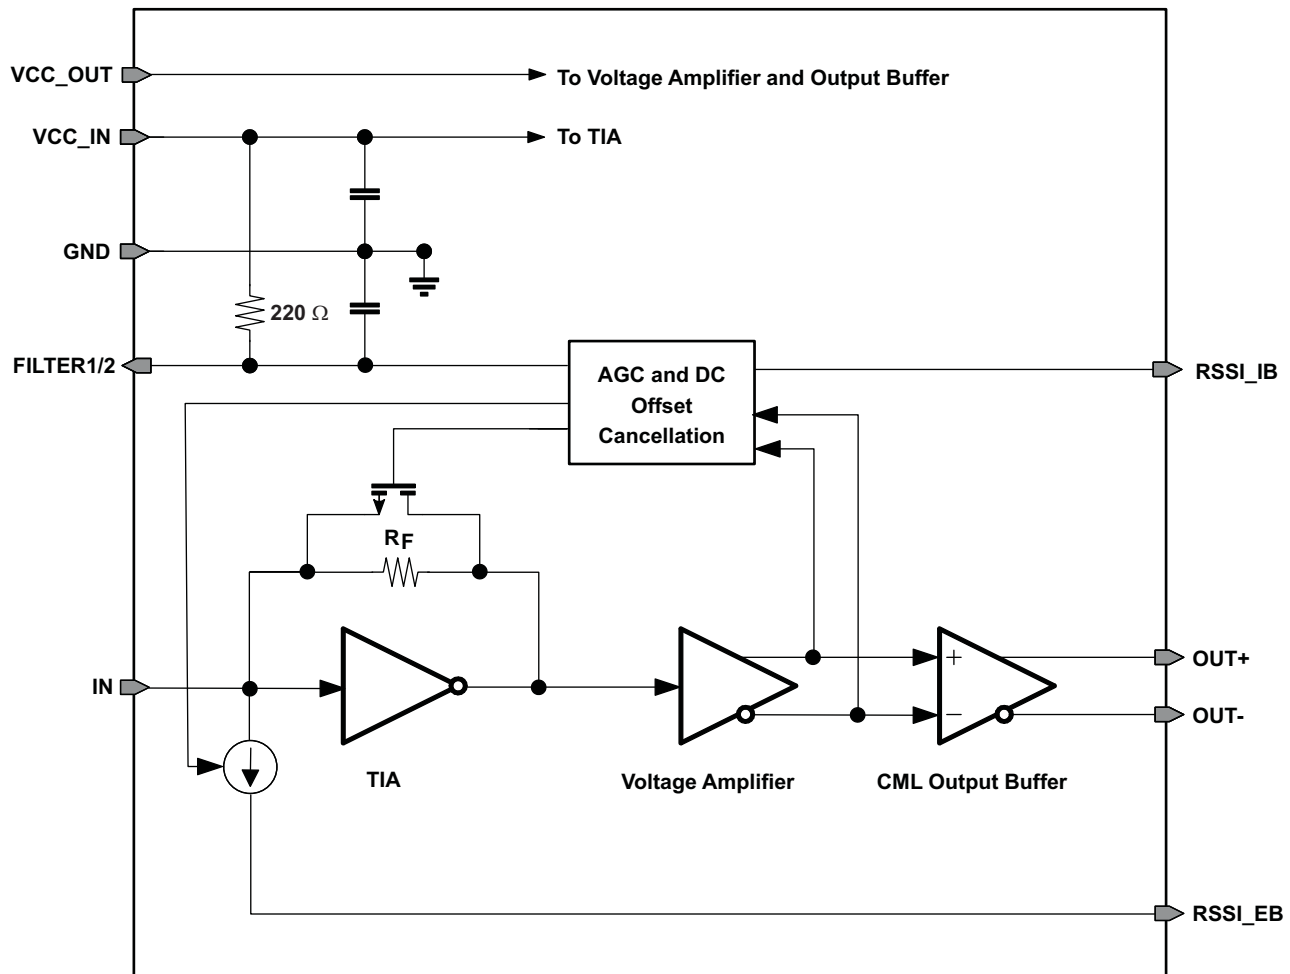 VCC_OUT
To Voltage Amplifier and Output Buffer
VCC_IN
To TIA
GND
220 Ω
FILTER1/2
AGC and DC
Offset
Cancellation
RSSI_IB
RF
IN
+
−
OUT+
OUT-
TIA
Voltage Amplifier
CML Output Buffer
RSSI_EB